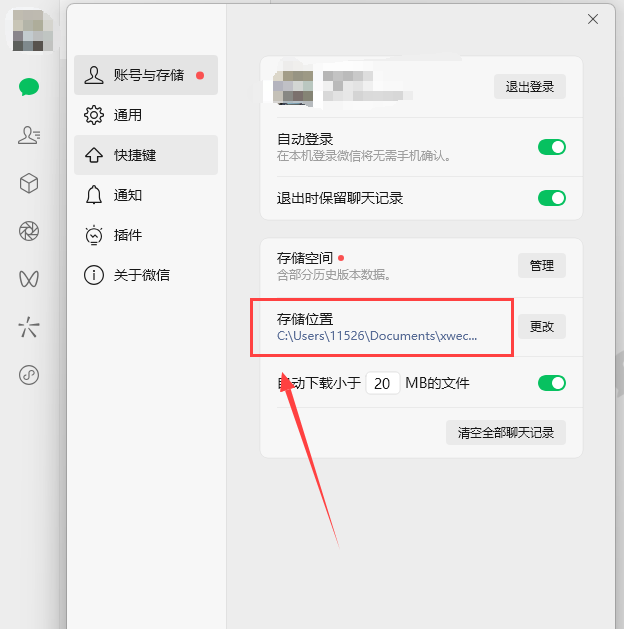 账号与存储
通用
快捷键
通知
插件
关于微信
退出登录
自动登录
在本机登录微信将无需手机确认。
退出时保留聊天记录
存储空间
含部分历史版本数据。
管理
存储位置
C:\Users\11526\Documents\xwec...
更改
自动下载小于 20 MB的文件
清空全部聊天记录